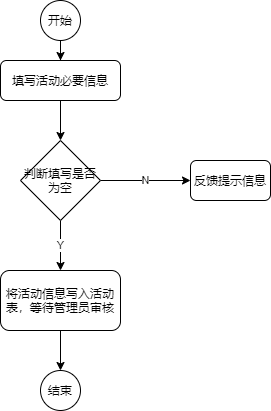 开始
填写活动必要信息
判断填写是否
为空
N
反馈提示信息
Y
将活动信息写入活动
表，等待管理员审核
结束